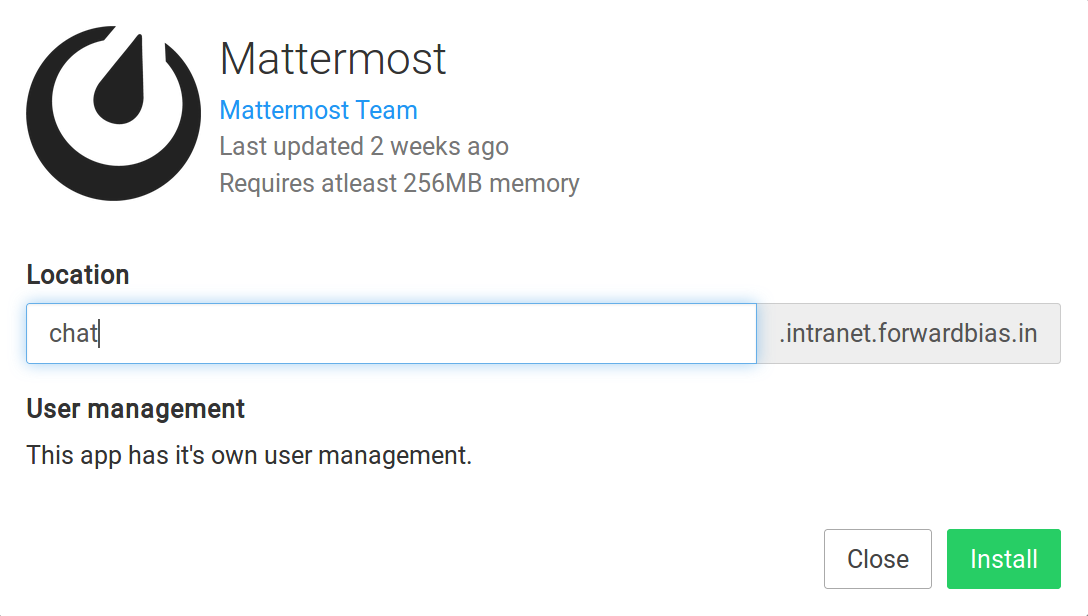 Mattermost
Mattermost Team
Last updated 2 weeks ago
Requires atleast 256MB memory
Location
chat .intranet.forwardbias.in
User management
This app has it's own user management.
Close Install